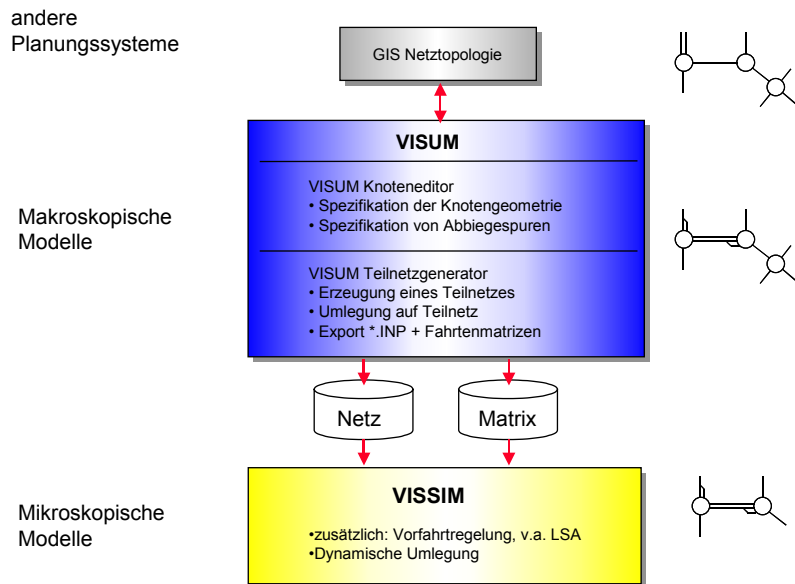 andere
Planungssysteme
GIS Netztopologie
VISUM
VISUM Knoteneditor
• Spezifikation der Knotengeometrie
• Spezifikation von Abbiegespuren
Makroskopische
Modelle
VISUM Teilnetzgenerator
• Erzeugung eines Teilnetzes
• Umlegung auf Teilnetz
• Export *.INP + Fahrtenmatrizen
Netz
Matrix
VISSIM
Mikroskopische
Modelle
•zusätzlich: Vorfahrtregelung, v.a. LSA
•Dynamische Umlegung